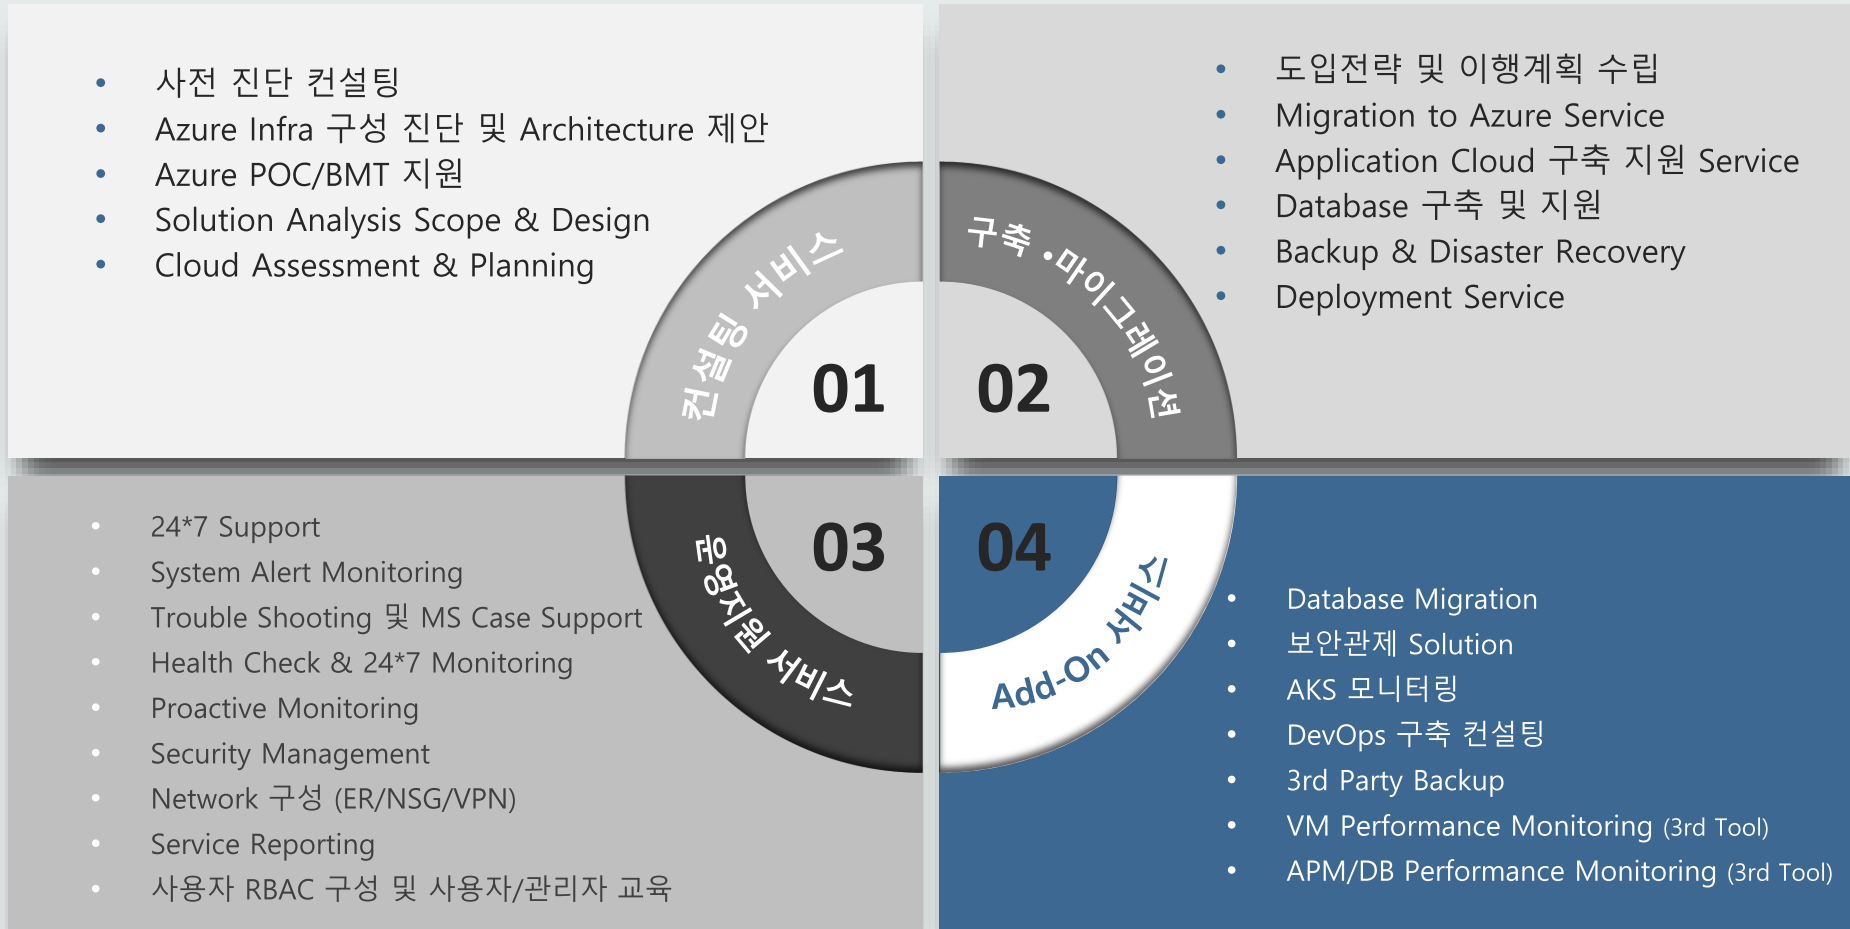 사전 진단 컨설팅
Azure Infra 구성 진단 및 Architecture 제안
Azure POC/BMT 지원
Solution Analysis Scope & Design
Cloud Assessment & Planning
컨설팅 서비스
01
도입전략 및 이행계획 수립
Migration to Azure Service
Application Cloud 구축 지원 Service
Database 구축 및 지원
Backup & Disaster Recovery
Deployment Service
구축 •마이그레이션
02
24*7 Support
System Alert Monitoring
Trouble Shooting 및 MS Case Support
Health Check & 24*7 Monitoring
Proactive Monitoring
Security Management
Network 구성 (ER/NSG/VPN)
Service Reporting
사용자 RBAC 구성 및 사용자/관리자 교육
운영지원 서비스
03
04
Add-On 서비스
Database Migration
보안관제 Solution
AKS 모니터링
DevOps 구축 컨설팅
3rd Party Backup
VM Performance Monitoring (3rd Tool)
APM/DB Performance Monitoring (3rd Tool)